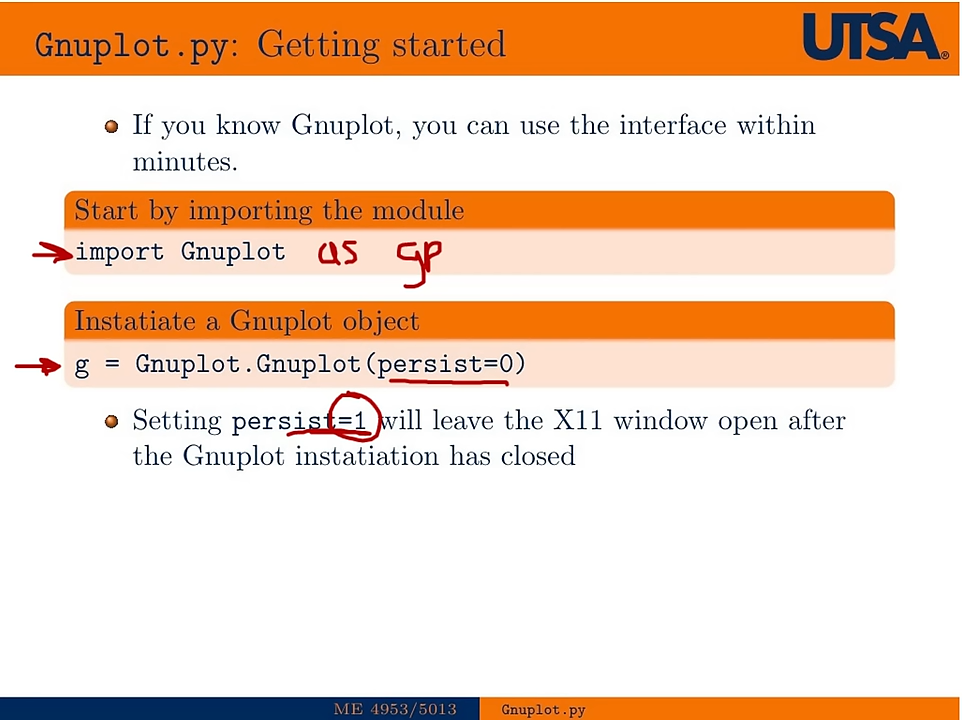 Gnuplot.py: Getting started
UTSA®
If you know Gnuplot, you can use the interface within
minutes.
Start by importing the module
import Gnuplot as gp
Instatiate a Gnuplot object
g = Gnuplot.Gnuplot(persist=0)
Setting persist=1 will leave the X11 window open after
the Gnuplot instatiation has closed
ME 4953/5013
Gnuplot.py